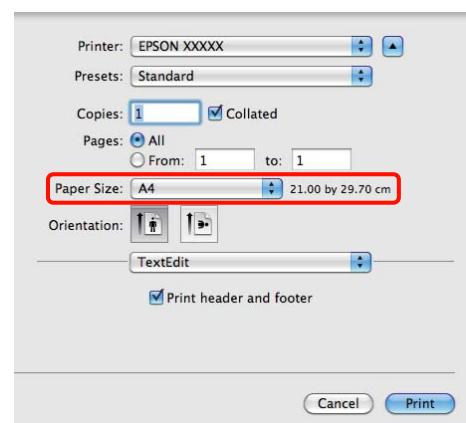 Printer: EPSON XXXXX
Presets: Standard
Copies: 1 Collated
Pages: All
From: 1 to: 1
Paper Size: A4 21.00 by 29.70 cm
Orientation:
TextEdit
Print header and footer
Cancel Print